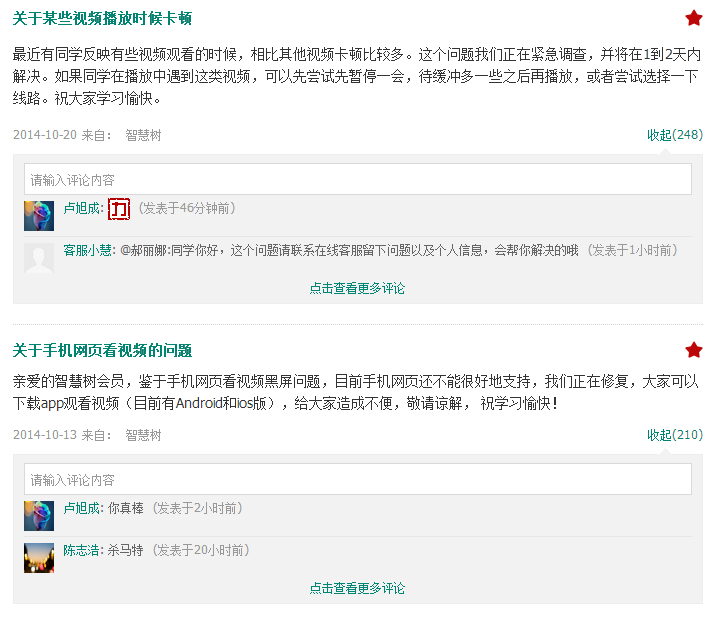 关于某些视频播放时候卡顿
最近有同学反映有些视频观看的时候，相比其他视频卡顿比较多。这个问题我们正在紧急调查，并将在1到2天内
解决。如果同学在播放中遇到这类视频，可以先尝试先暂停一会，待缓冲多一些之后再播放，或者尝试选择一下
线路。祝大家学习愉快。
2014-10-20 来自： 智慧树 收起(248)
请输入评论内容
卢旭成: 力 （发表于46分钟前）
客服小慧: @郝丽娜:同学你好，这个问题请联系在线客服留下问题以及个人信息，会帮你解决的哦 （发表于1小时前）
点击查看更多评论
关于手机网页看视频的问题
亲爱的智慧树会员，鉴于手机网页看视频黑屏问题，目前手机网页还不能很好地支持，我们正在修复，大家可以
下载app观看视频（目前有Android和ios版）,给大家造成不便，敬请谅解， 祝学习愉快！
2014-10-13 来自： 智慧树 收起(210)
请输入评论内容
卢旭成: 你真棒 （发表于2小时前）
陈志浩: 杀马特 （发表于20小时前）
点击查看更多评论